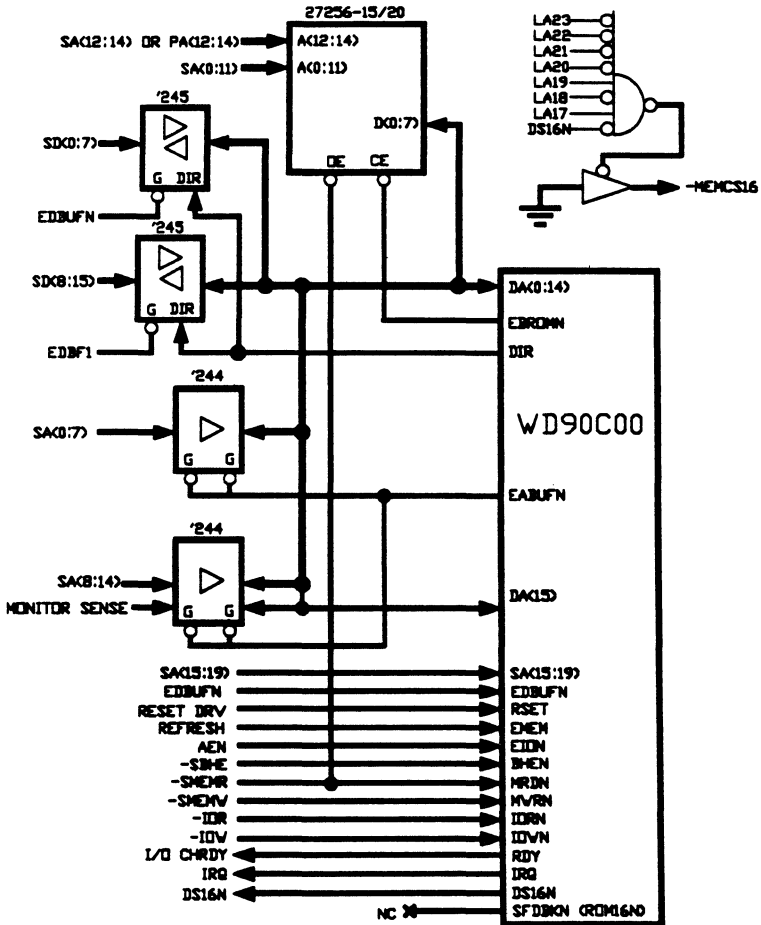 27256-15/20
SA(12:14) OR PA(12:14)
A(12:14)
SA(0:11)
A(0:11)
D(0:7)
OE
CE
LA23
LA22
LA21
LA20
LA19
LA18
LA17
DS16N
-MEMCS16
'245
SD(0:7)
G DIR
EDBUFN
'245
SD(8:15)
G DIR
EDBF1
DA(0:14)
EBROMN
DIR
WD90C00
'244
SA(0:7)
G G
EABUFN
'244
SA(8:14)
MONITOR SENSE
G G
DA(15)
SA(15:19) SA(15:19)
EDBUFN EDBUFN
RESET DRV RSET
REFRESH EMEM
AEN EION
-SBHE BHEN
-SMEMR MRDN
-SMEMW MWRN
-IOR IORN
-IOW IOWN
I/O CHRDY RDY
IRQ IRQ
DS16N DS16N
NC SFDBKN (ROM16N)